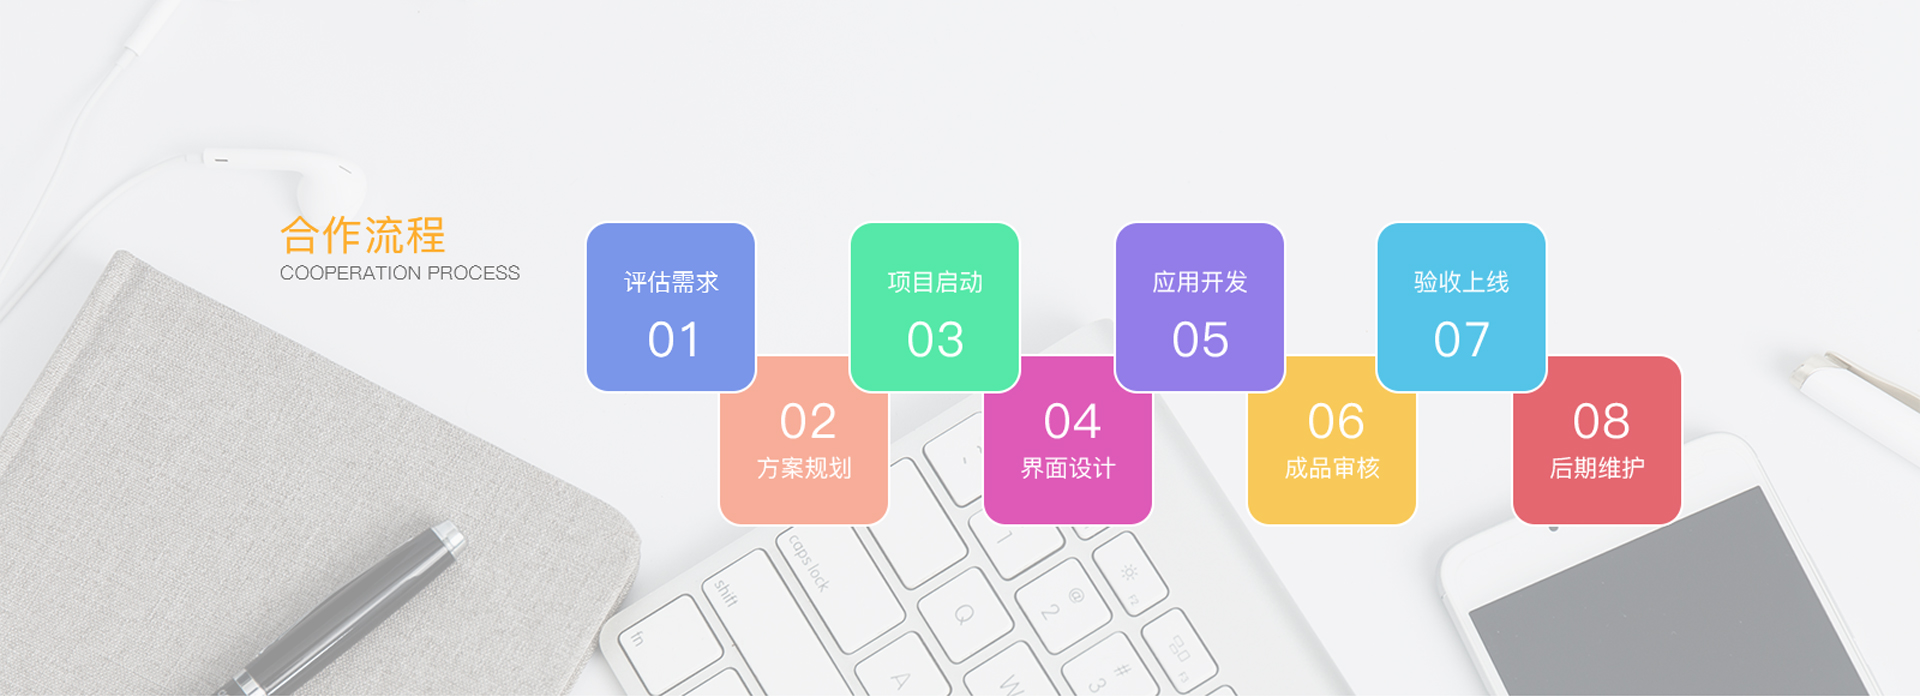 合作流程
COOPERATION PROCESS
评估需求
01
02
方案规划
项目启动
03
04
界面设计
应用开发
05
06
成品审核
验收上线
07
08
后期维护
fn
shift
caps lock
Q
A
W
1
@
2
#
3
F2
F3